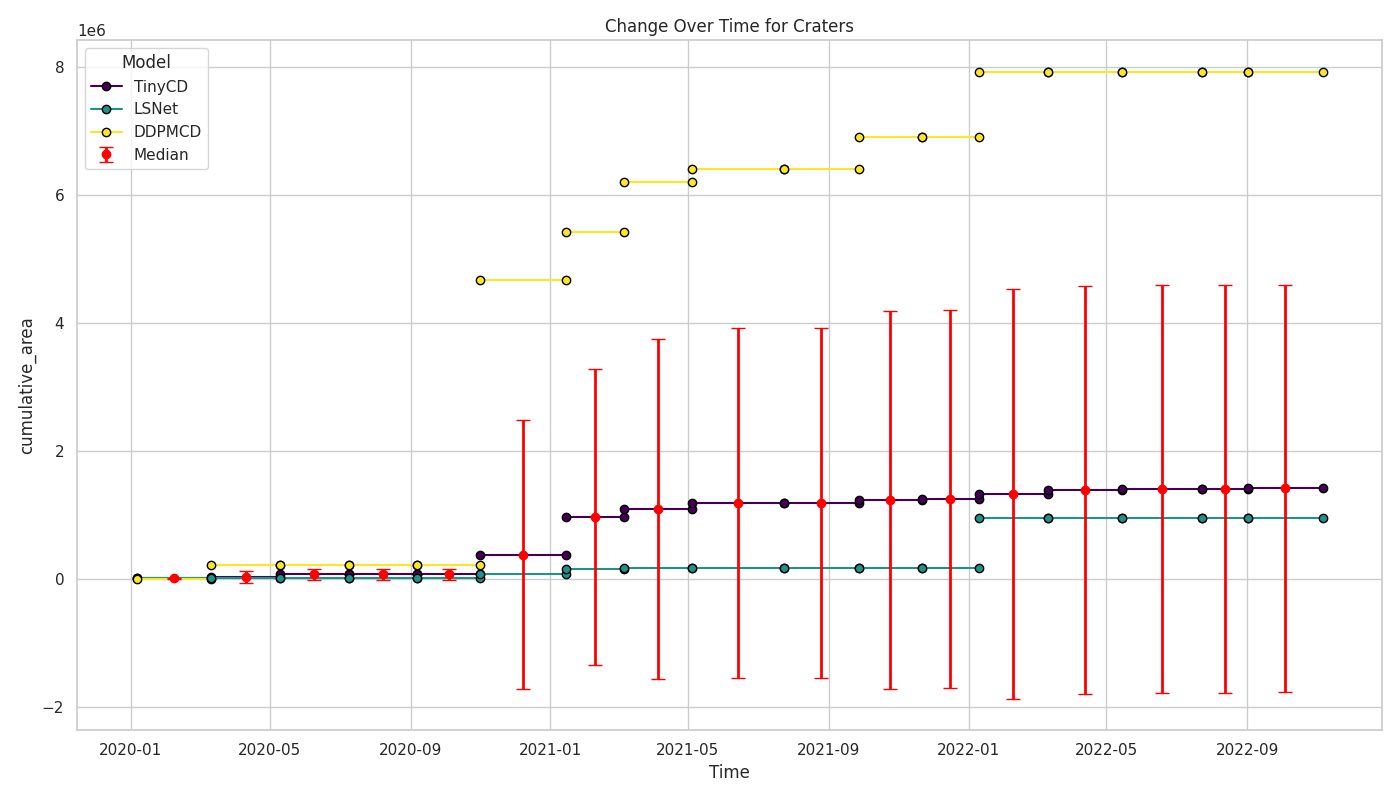 Change Over Time for Craters
1e6
Model
TinyCD
LSNet
DDPMCD
Median
8
6
4
2
0
−2
cumulative_area
2020-01 2020-05 2020-09 2021-01 2021-05 2021-09 2022-01 2022-05 2022-09
Time